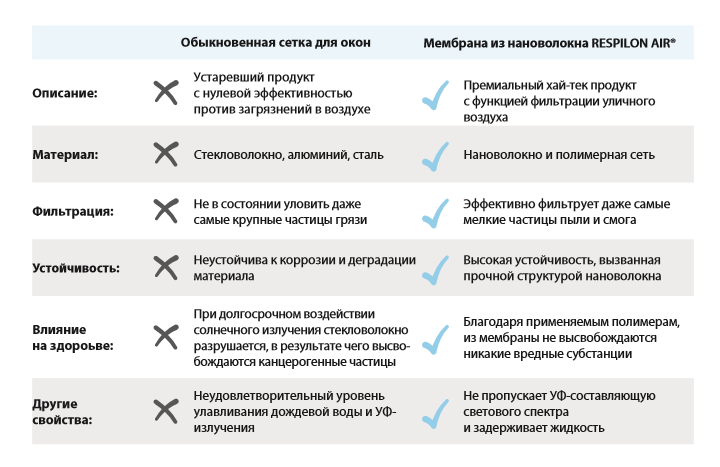 Обыкновенная сетка для окон
Мембрана из нановолокна RESPILON AIR®
Описание:
Устаревший продукт
с нулевой эффективностью
против загрязнений в воздухе
Премиальный хай-тек продукт
с функцией фильтрации уличного
воздуха
Материал:
Стекловолокно, алюминий, сталь
Нановолокно и полимерная сеть
Фильтрация:
Не в состоянии уловить даже
самые крупные частицы грязи
Эффективно фильтрует даже самые
мелкие частицы пыли и смога
Устойчивость:
Неустойчива к коррозии и деградации
материала
Высокая устойчивость, вызванная
прочной структурой нановолокна
Влияние
на здоровье:
При долгосрочном воздействии
солнечного излучения стекловолокно
разрушается, в результате чего высво-
бождаются канцерогенные частицы
Благодаря применяемым полимерам,
из мембраны не высвобождаются
никакие вредные субстанции
Другие
свойства:
Неудовлетворительный уровень
улавливания дождевой воды и УФ-
излучения
Не пропускает УФ-составляющую
светового спектра
и задерживает жидкость